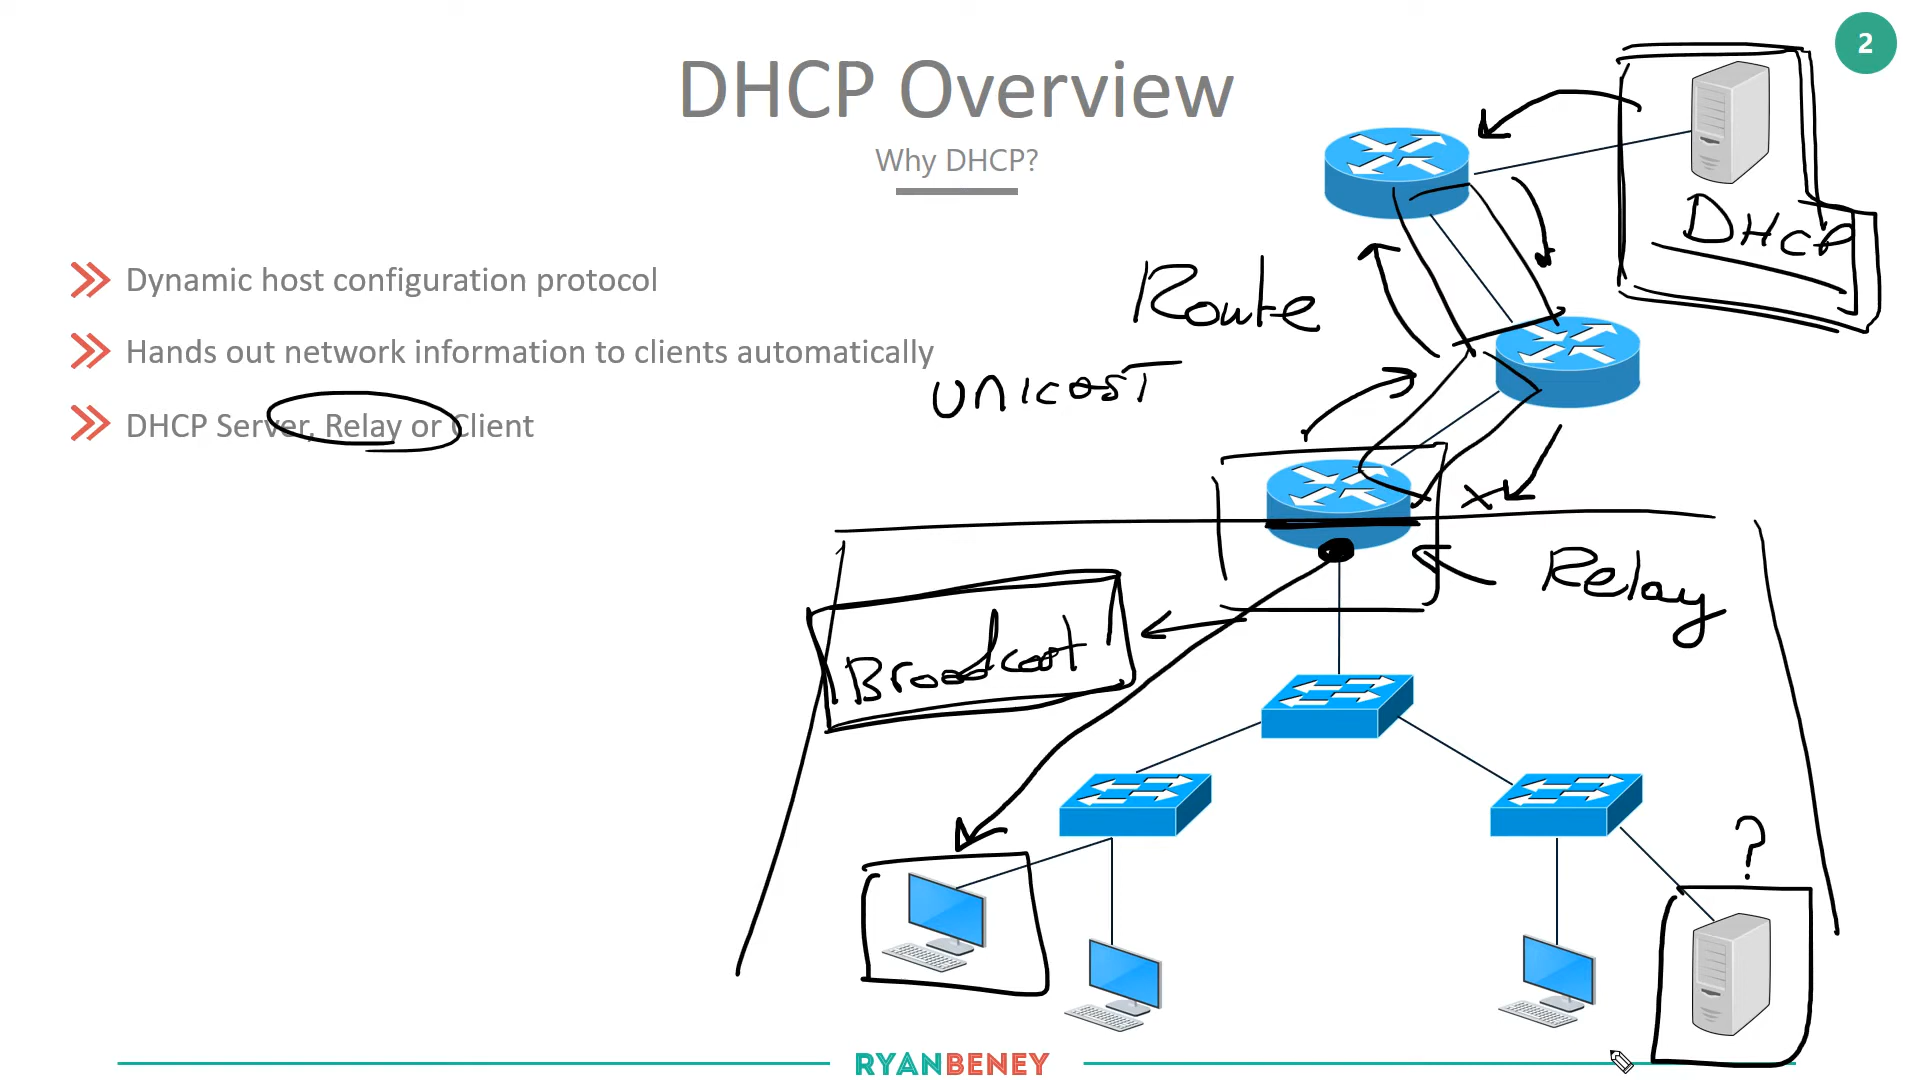 2
DHCP Overview
Why DHCP?
Dynamic host configuration protocol
Hands out network information to clients automatically
DHCP Server, Relay or Client
DHCP
Route
UNICAST
Relay
Broadcast
?
RYANBENEY